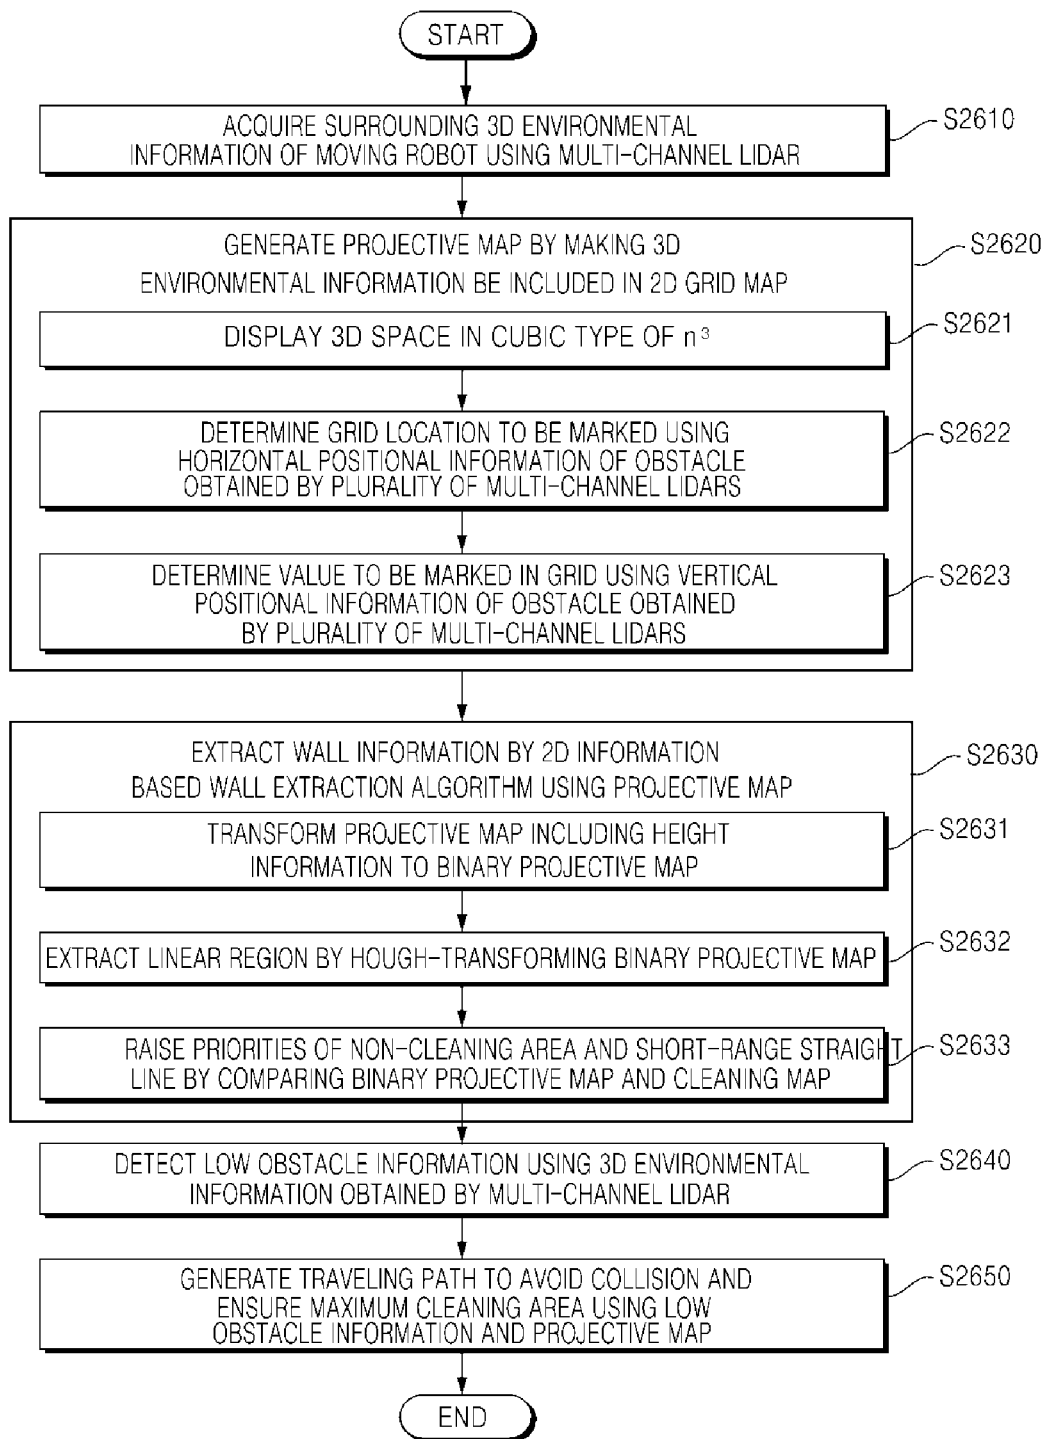 START
ACQUIRE SURROUNDING 3D ENVIRONMENTAL
INFORMATION OF MOVING ROBOT USING MULTI-CHANNEL LIDAR
S2610
GENERATE PROJECTIVE MAP BY MAKING 3D
ENVIRONMENTAL INFORMATION BE INCLUDED IN 2D GRID MAP
S2620
DISPLAY 3D SPACE IN CUBIC TYPE OF n³
S2621
DETERMINE GRID LOCATION TO BE MARKED USING
HORIZONTAL POSITIONAL INFORMATION OF OBSTACLE
OBTAINED BY PLURALITY OF MULTI-CHANNEL LIDARS
S2622
DETERMINE VALUE TO BE MARKED IN GRID USING VERTICAL
POSITIONAL INFORMATION OF OBSTACLE OBTAINED
BY PLURALITY OF MULTI-CHANNEL LIDARS
S2623
EXTRACT WALL INFORMATION BY 2D INFORMATION
BASED WALL EXTRACTION ALGORITHM USING PROJECTIVE MAP
S2630
TRANSFORM PROJECTIVE MAP INCLUDING HEIGHT
INFORMATION TO BINARY PROJECTIVE MAP
S2631
EXTRACT LINEAR REGION BY HOUGH-TRANSFORMING BINARY PROJECTIVE MAP
S2632
RAISE PRIORITIES OF NON-CLEANING AREA AND SHORT-RANGE STRAIGHT
LINE BY COMPARING BINARY PROJECTIVE MAP AND CLEANING MAP
S2633
DETECT LOW OBSTACLE INFORMATION USING 3D ENVIRONMENTAL
INFORMATION OBTAINED BY MULTI-CHANNEL LIDAR
S2640
GENERATE TRAVELING PATH TO AVOID COLLISION AND
ENSURE MAXIMUM CLEANING AREA USING LOW
OBSTACLE INFORMATION AND PROJECTIVE MAP
S2650
END